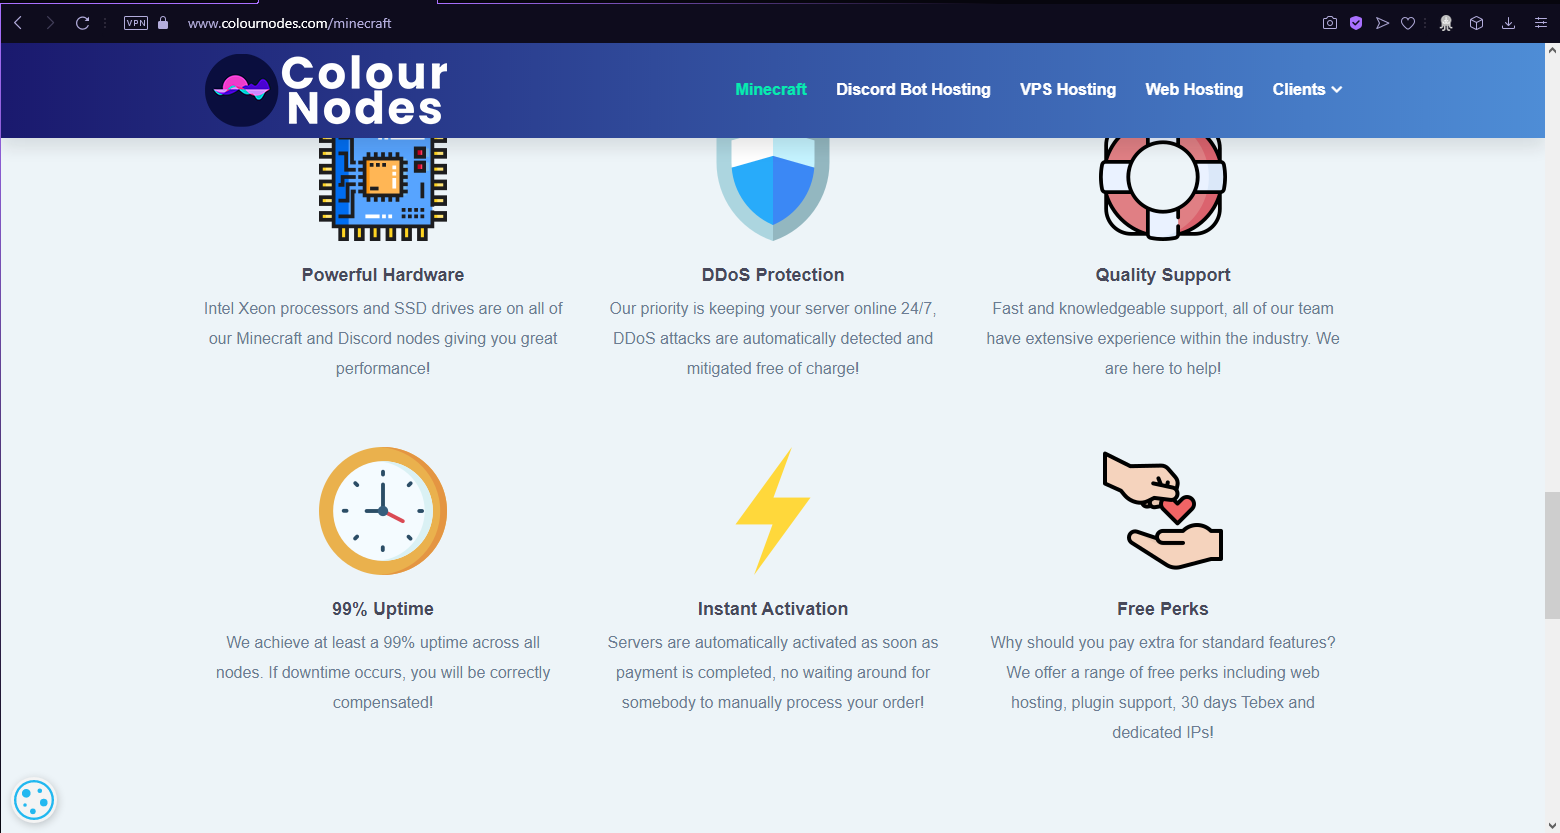 VPN
www.colournodes.com/minecraft
Colour
Nodes
Minecraft
Discord Bot Hosting
VPS Hosting
Web Hosting
Clients
Powerful Hardware
Intel Xeon processors and SSD drives are on all of
our Minecraft and Discord nodes giving you great
performance!
DDoS Protection
Our priority is keeping your server online 24/7,
DDoS attacks are automatically detected and
mitigated free of charge!
Quality Support
Fast and knowledgeable support, all of our team
have extensive experience within the industry. We
are here to help!
99% Uptime
We achieve at least a 99% uptime across all
nodes. If downtime occurs, you will be correctly
compensated!
Instant Activation
Servers are automatically activated as soon as
payment is completed, no waiting around for
somebody to manually process your order!
Free Perks
Why should you pay extra for standard features?
We offer a range of free perks including web
hosting, plugin support, 30 days Tebex and
dedicated IPs!